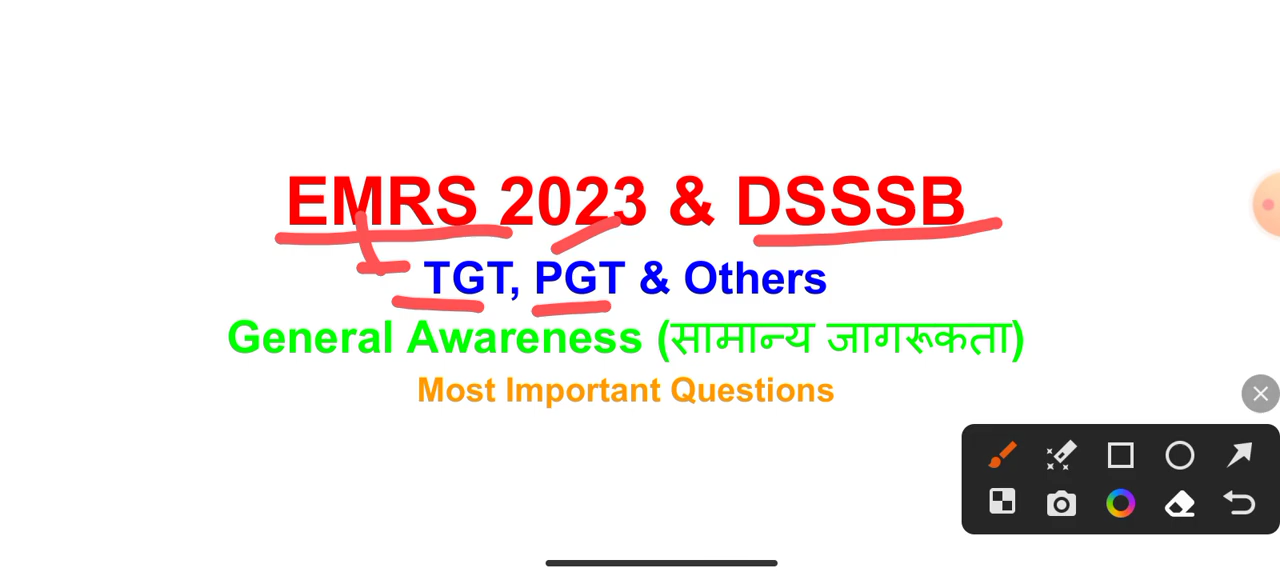 EMRS 2023 & DSSSB
TGT, PGT & Others
General Awareness (सामान्य जागरूकता)
Most Important Questions